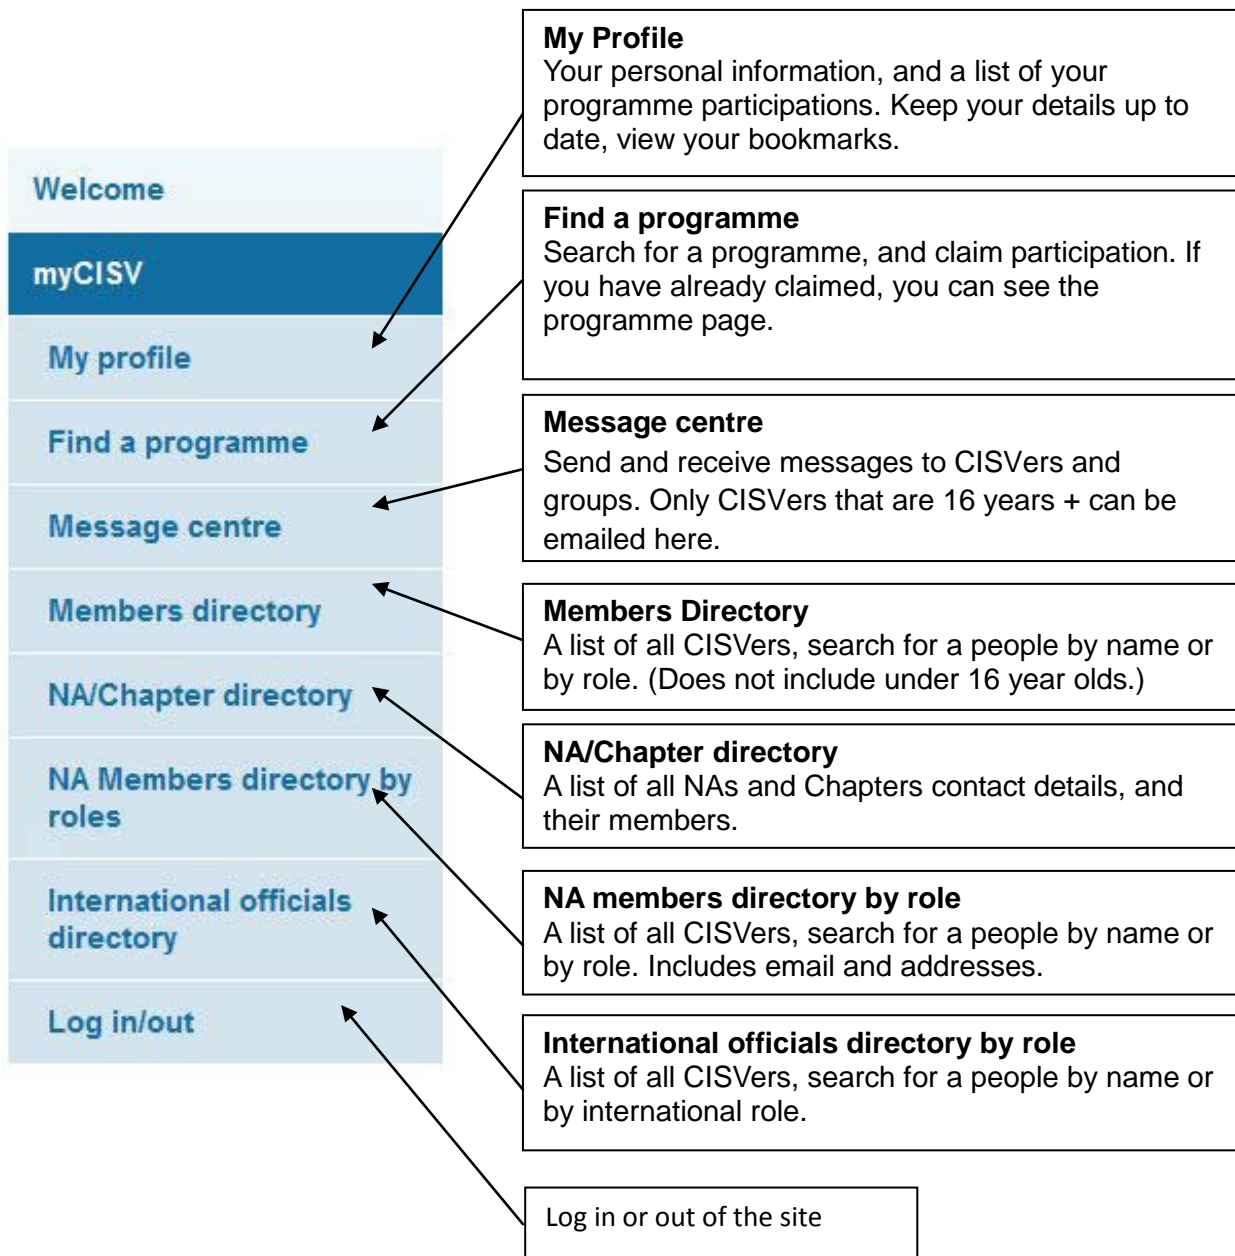 Welcome
myCISV
My profile
Find a programme
Message centre
Members directory
NA/Chapter directory
NA Members directory by
roles
International officials
directory
Log in/out
My Profile
Your personal information, and a list of your
programme participations. Keep your details up to
date, view your bookmarks.
Find a programme
Search for a programme, and claim participation. If
you have already claimed, you can see the
programme page.
Message centre
Send and receive messages to CISVers and
groups. Only CISVers that are 16 years + can be
emailed here.
Members Directory
A list of all CISVers, search for a people by name or
by role. (Does not include under 16 year olds.)
NA/Chapter directory
A list of all NAs and Chapters contact details, and
their members.
NA members directory by role
A list of all CISVers, search for a people by name or
by role. Includes email and addresses.
International officials directory by role
A list of all CISVers, search for a people by name or
by international role.
Log in or out of the site